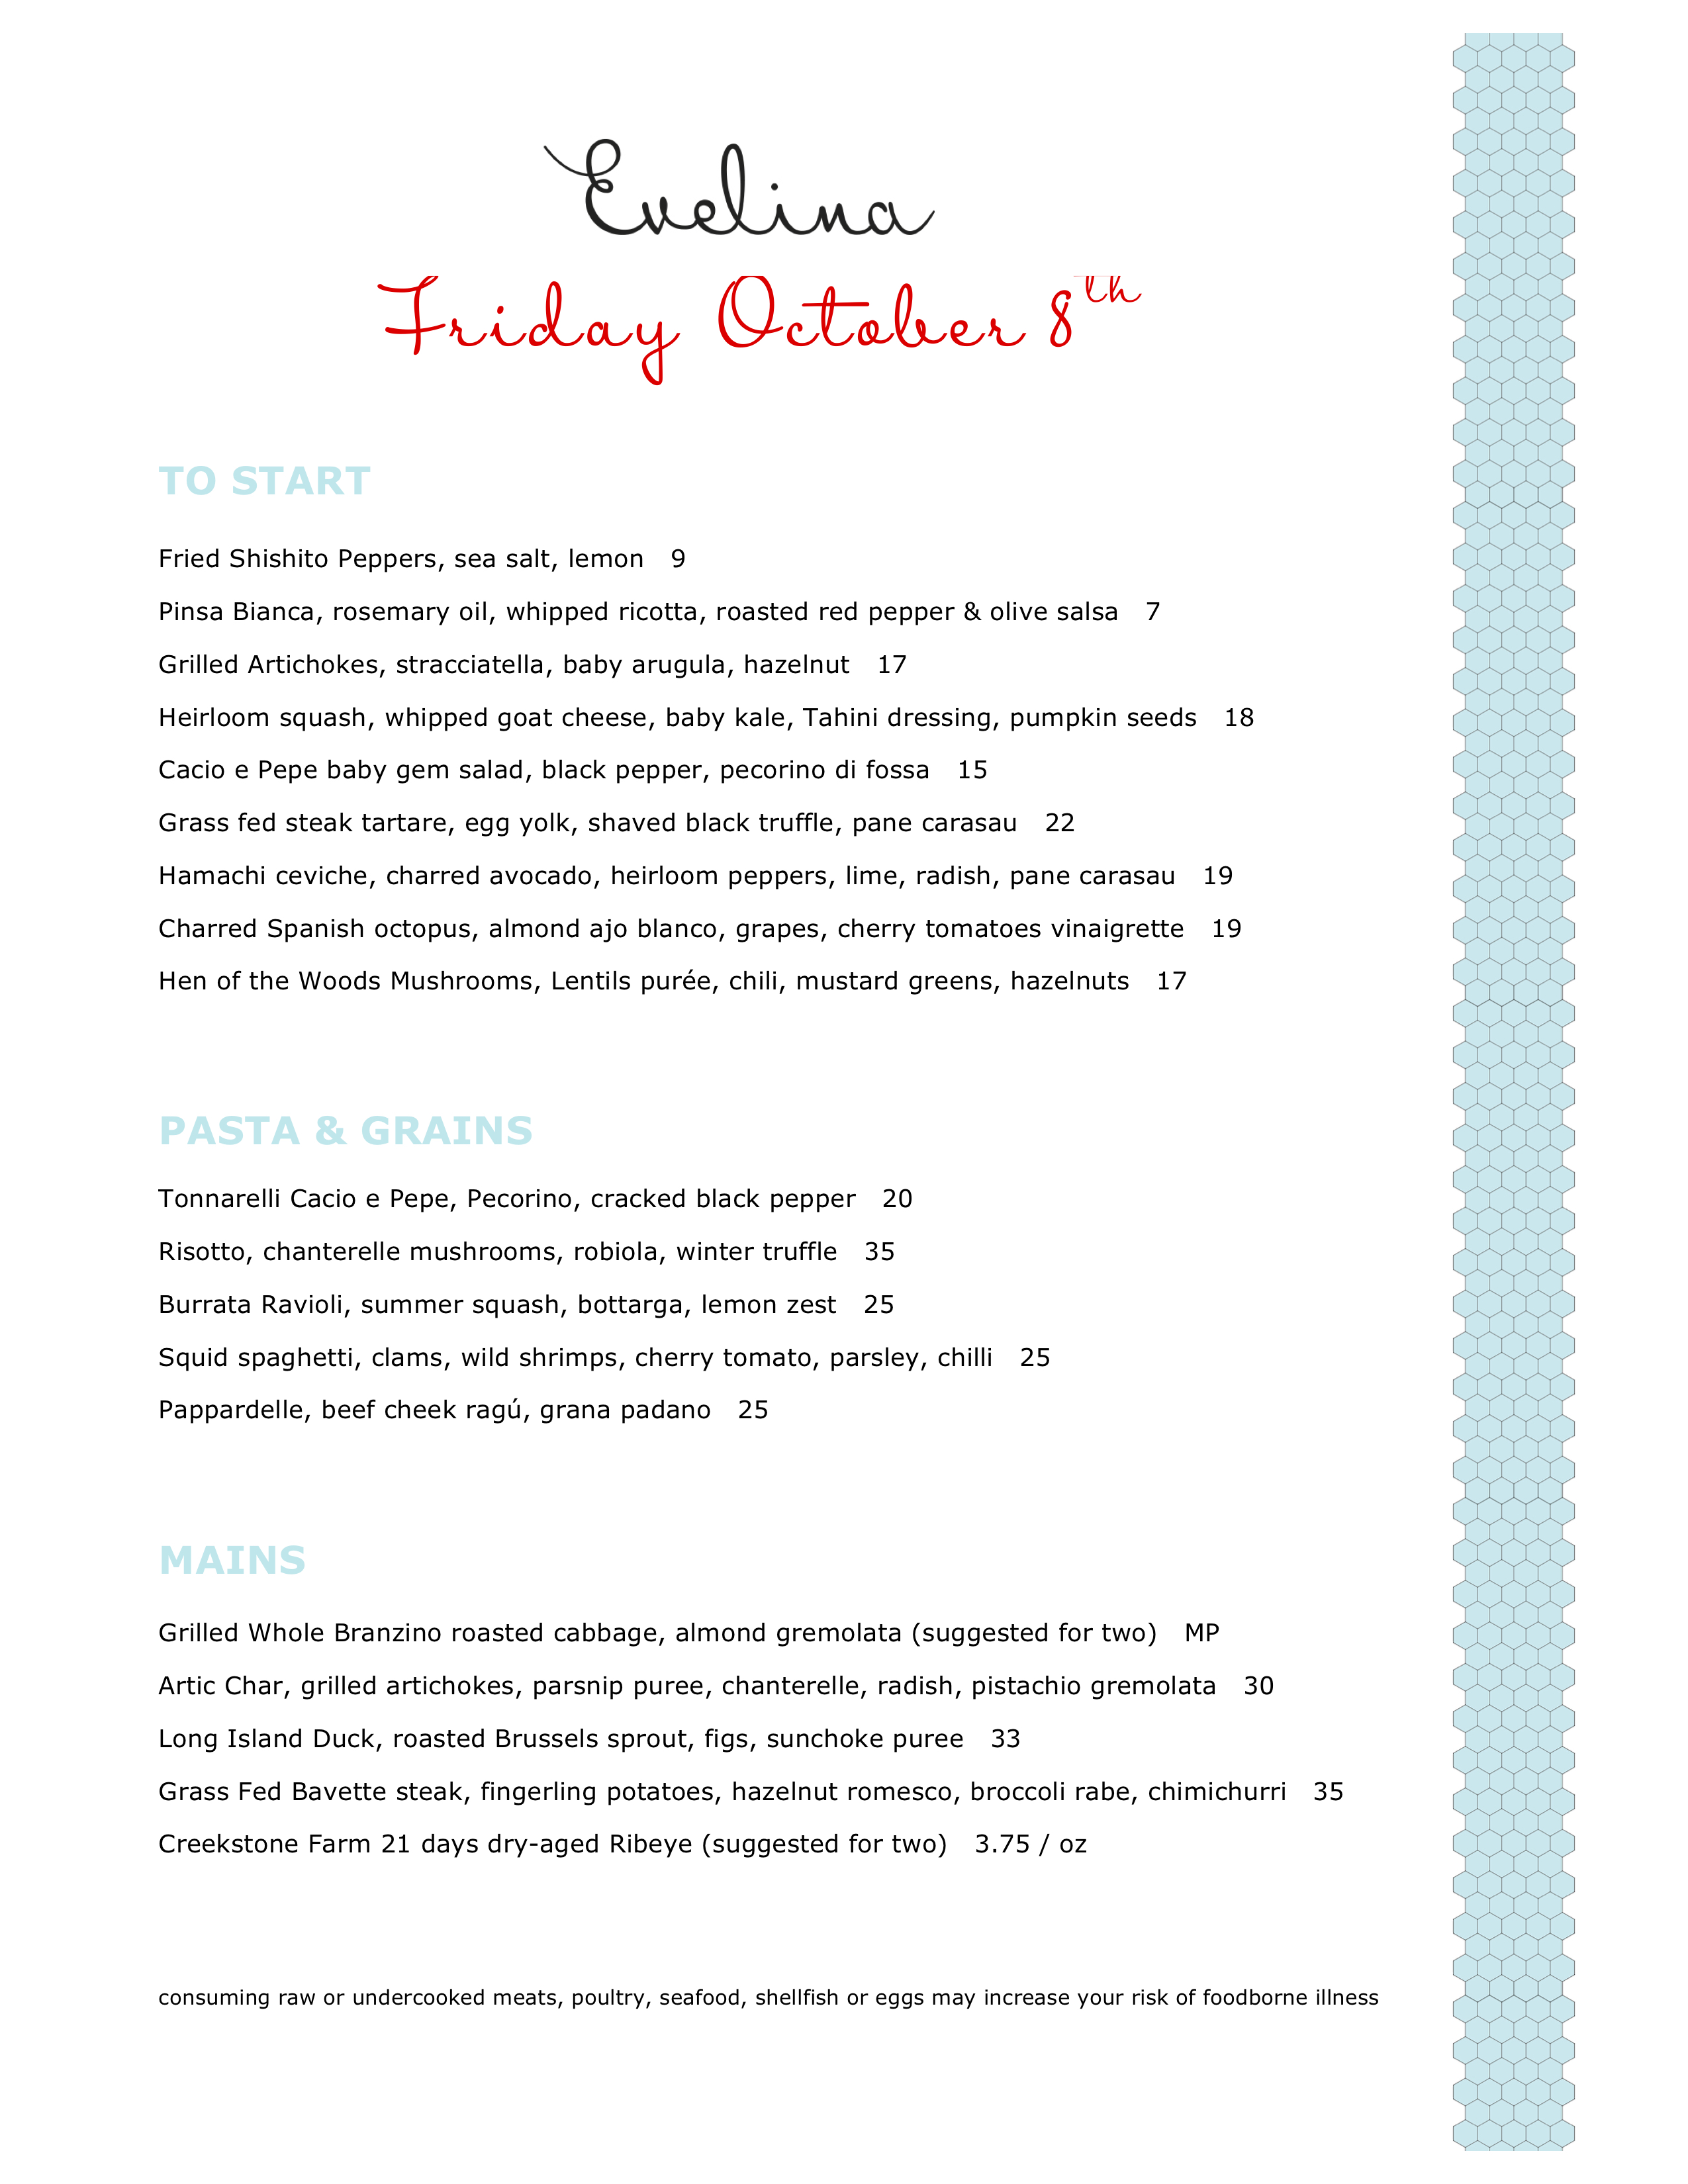 Evelina
Friday October 8th
TO START
Fried Shishito Peppers, sea salt, lemon 9
Pinsa Bianca, rosemary oil, whipped ricotta, roasted red pepper & olive salsa 7
Grilled Artichokes, stracciatella, baby arugula, hazelnut 17
Heirloom squash, whipped goat cheese, baby kale, Tahini dressing, pumpkin seeds 18
Cacio e Pepe baby gem salad, black pepper, pecorino di fossa 15
Grass fed steak tartare, egg yolk, shaved black truffle, pane carasau 22
Hamachi ceviche, charred avocado, heirloom peppers, lime, radish, pane carasau 19
Charred Spanish octopus, almond ajo blanco, grapes, cherry tomatoes vinaigrette 19
Hen of the Woods Mushrooms, Lentils purée, chili, mustard greens, hazelnuts 17
PASTA & GRAINS
Tonnarelli Cacio e Pepe, Pecorino, cracked black pepper 20
Risotto, chanterelle mushrooms, robiola, winter truffle 35
Burrata Ravioli, summer squash, bottarga, lemon zest 25
Squid spaghetti, clams, wild shrimps, cherry tomato, parsley, chilli 25
Pappardelle, beef cheek ragú, grana padano 25
MAINS
Grilled Whole Branzino roasted cabbage, almond gremolata (suggested for two) MP
Artic Char, grilled artichokes, parsnip puree, chanterelle, radish, pistachio gremolata 30
Long Island Duck, roasted Brussels sprout, figs, sunchoke puree 33
Grass Fed Bavette steak, fingerling potatoes, hazelnut romesco, broccoli rabe, chimichurri 35
Creekstone Farm 21 days dry-aged Ribeye (suggested for two) 3.75 / oz
consuming raw or undercooked meats, poultry, seafood, shellfish or eggs may increase your risk of foodborne illness